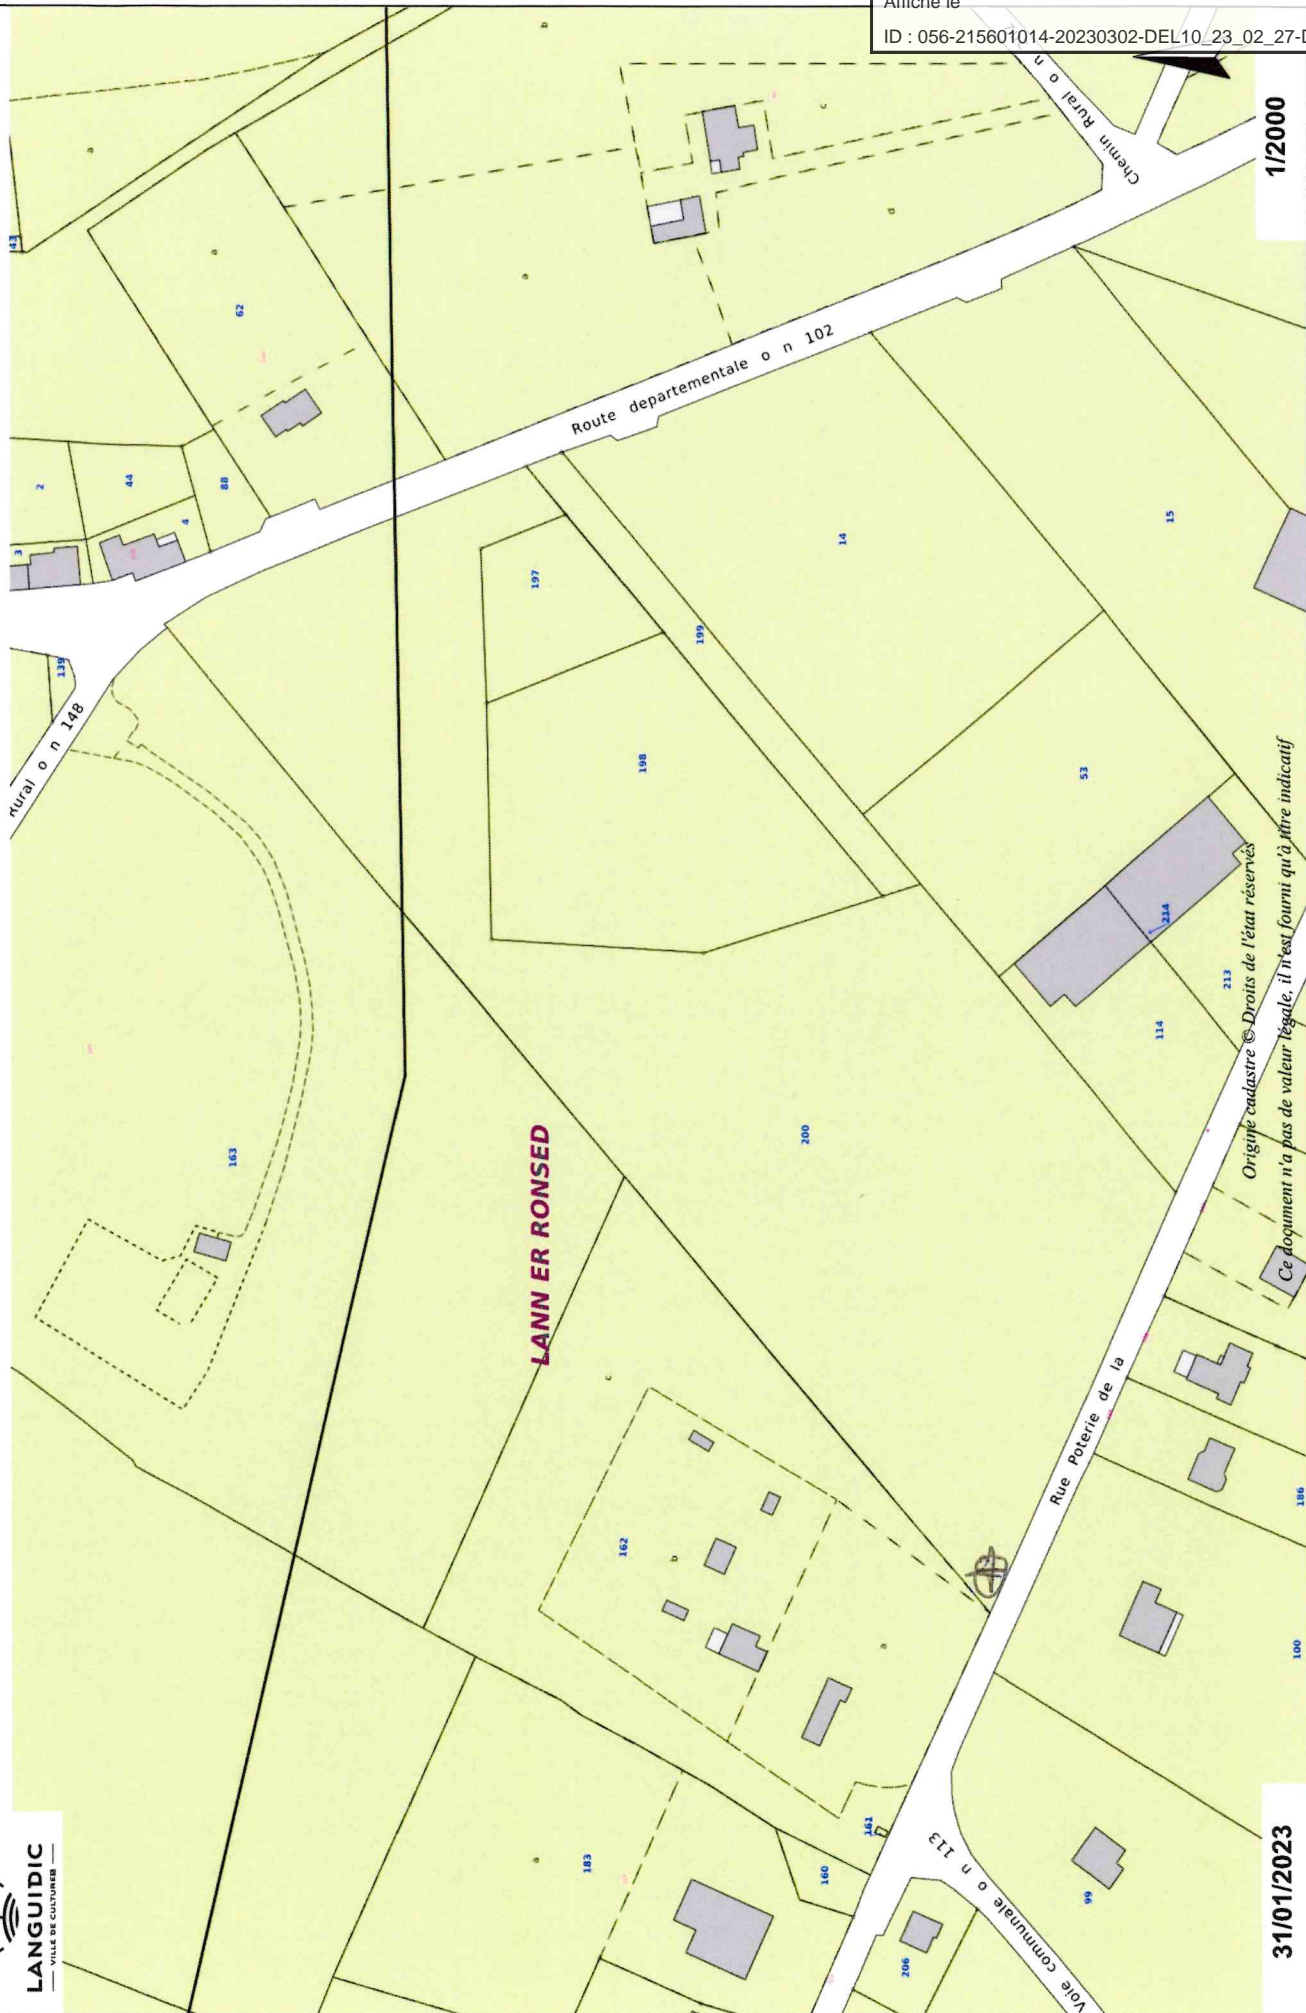 Affiché le
ID : 056-215601014-20230302-DEL10_23_02_27-D
1/2000
Chemin Rural o n
b
c
a
a
a
a
43
62
2
44
88
3
4
139
Rural o n 148
Route departementale o n 102
197
199
14
15
198
53
214
213
114
163
200
LANN ER RONSED
c
162
b
a
Rue Poterie de la
186
100
a
183
161
160
99
206
Voie communale o n 113
Origine cadastre © Droits de l'état réservés
Ce document n'a pas de valeur légale, il n'est fourni qu'à titre indicatif
LANGUIDIC
VILLE DE CULTURES
31/01/2023